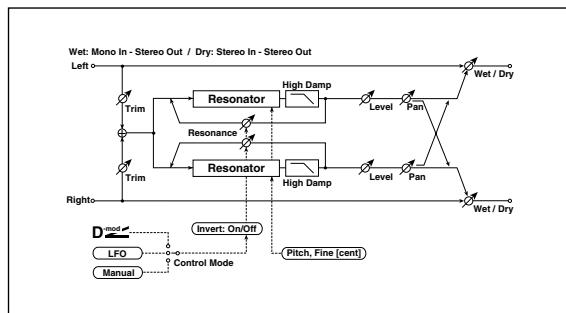 Wet: Mono In - Stereo Out / Dry: Stereo In - Stereo Out
Left
Wet / Dry
High Damp
Trim
Resonator
Level
Pan
Resonance
Resonator
Trim
High Damp
Level
Pan
Right
Wet / Dry
D-mod
Invert: On/Off
LFO
Pitch, Fine [cent]
Control Mode
Manual